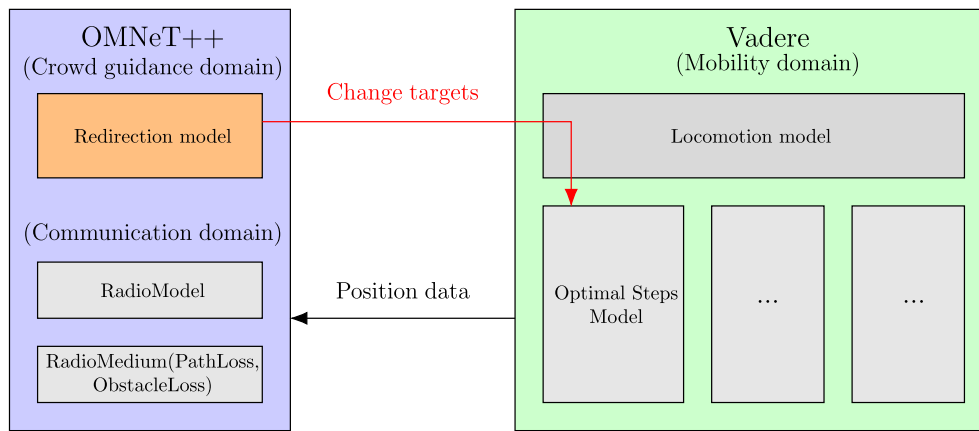 OMNeT++
(Crowd guidance domain)
Redirection model
(Communication domain)
RadioModel
RadioMedium(PathLoss,
ObstacleLoss)
Change targets
Position data
Vadere
(Mobility domain)
Locomotion model
Optimal Steps
Model
...
...